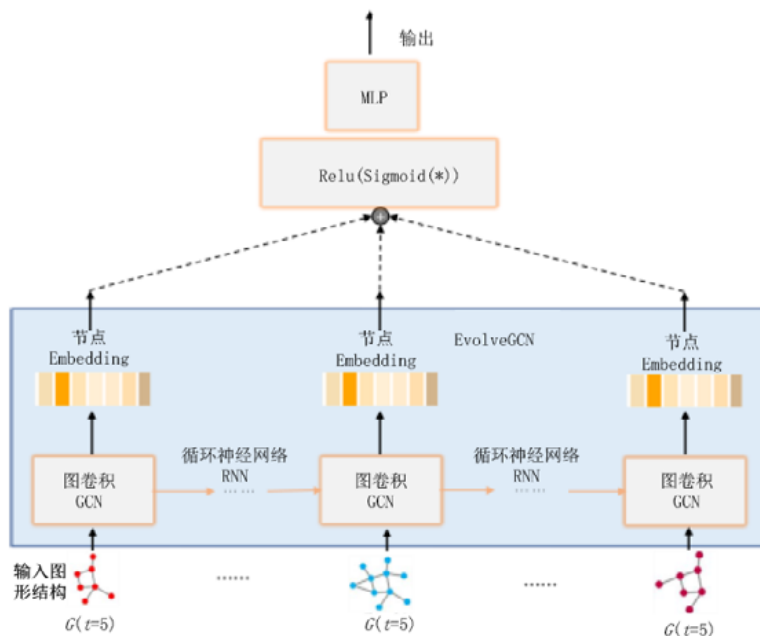 输出
MLP
Relu(Sigmoid(*))
节点
Embedding
节点
Embedding
EvolveGCN
节点
Embedding
图卷积
GCN
循环神经网络
RNN
……
图卷积
GCN
循环神经网络
RNN
……
图卷积
GCN
输入图
形结构
……
……
G(t=5)
G(t=5)
G(t=5)